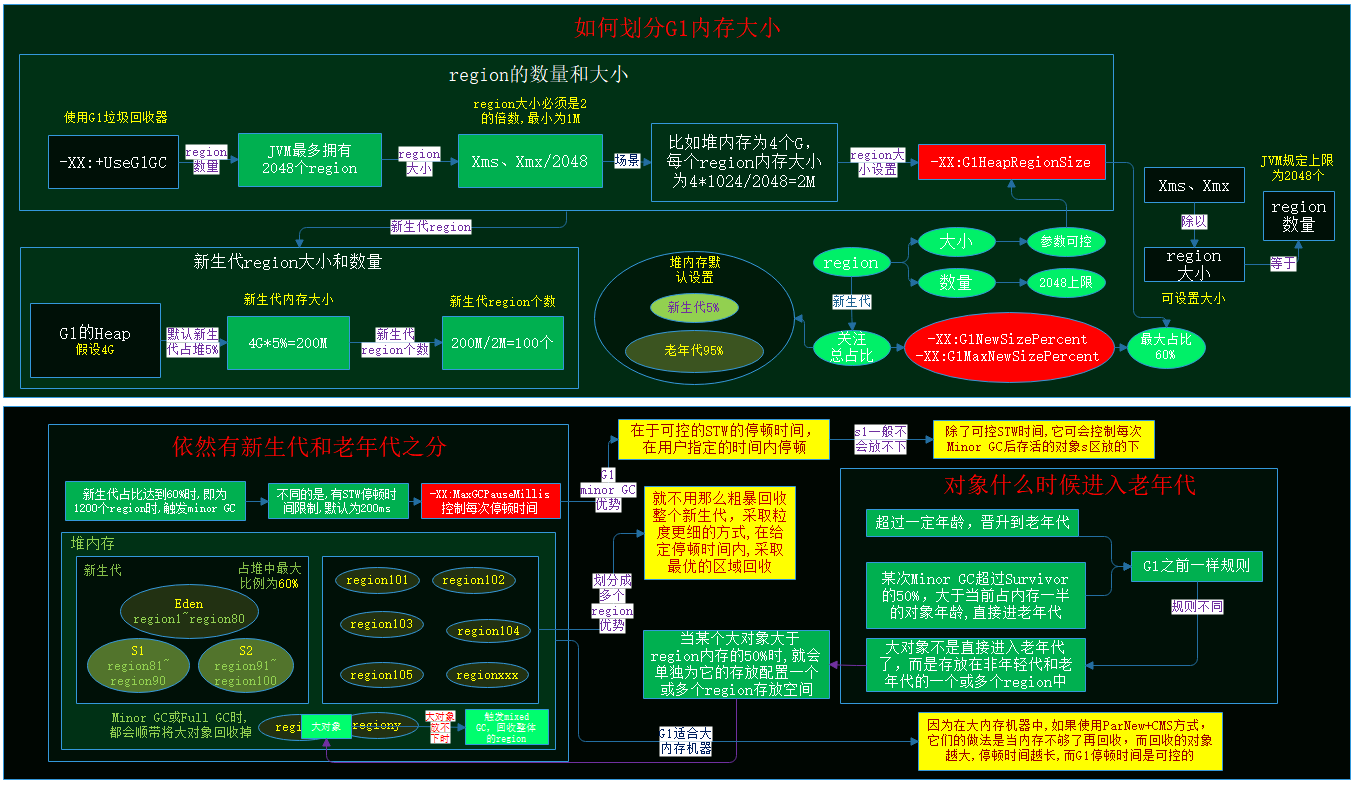 如何划分G1内存大小
region的数量和大小
使用G1垃圾回收器
-XX:+UseG1GC
region
数量
JVM最多拥有
2048个region
region
大小
region大小必须是2
的倍数,最小为1M
Xms、Xmx/2048
场景
比如堆内存为4个G,
每个region内存大小
为4*1024/2048=2M
region大
小设置
-XX:G1HeapRegionSize
Xms、Xmx
除以
region
大小
可设置大小
等于
JVM规定上限
为2048个
region
数量
新生代region
新生代region大小和数量
G1的Heap
假设4G
默认新生
代占堆5%
新生代内存大小
4G*5%=200M
新生代
region个数
新生代region个数
200M/2M=100个
堆内存默
认设置
新生代5%
老年代95%
region
大小
参数可控
数量
2048上限
新生代
关注
总占比
-XX:G1NewSizePercent
-XX:G1MaxNewSizePercent
最大占比
60%
依然有新生代和老年代之分
新生代占比达到60%时,即为
1200个region时,触发minor GC
不同的是,有STW停顿时
间限制,默认为200ms
-XX:MaxGCPauseMillis
控制每次停顿时间
G1
minor GC
优势
在于可控的STW的停顿时间,
在用户指定的时间内停顿
s1一般不
会放不下
除了可控STW时间,它可会控制每次
Minor GC后存活的对象s区放的下
堆内存
新生代
占堆中最大
比例为60%
Eden
region1~region80
S1
region81~
region90
S2
region91~
region100
region101
region102
region103
region104
region105
regionxxx
Minor GC或Full GC时,
都会顺带将大对象回收掉
regi
大对象
regiony
大对象
放不
下时
触发mixed
GC, 回收整体
的region
划分成
多个
region
优势
就不用那么粗暴回收
整个新生代, 采取粒
度更细的方式,在给
定停顿时间内,采取
最优的区域回收
当某个大对象大于
region内存的50%时,就会
单独为它的存放配置一个
或多个region存放空间
对象什么时候进入老年代
超过一定年龄, 晋升到老年代
某次Minor GC超过Survivor
的50%, 大于当前占内存一半
的对象年龄,直接进老年代
G1之前一样规则
规则不同
大对象不是直接进入老年代
了, 而是存放在非年轻代和老
年代的一个或多个region中
G1适合大
内存机器
因为在大内存机器中,如果使用ParNew+CMS方式,
它们的做法是当内存不够了再回收, 而回收的对象
越大,停顿时间越长,而G1停顿时间是可控的